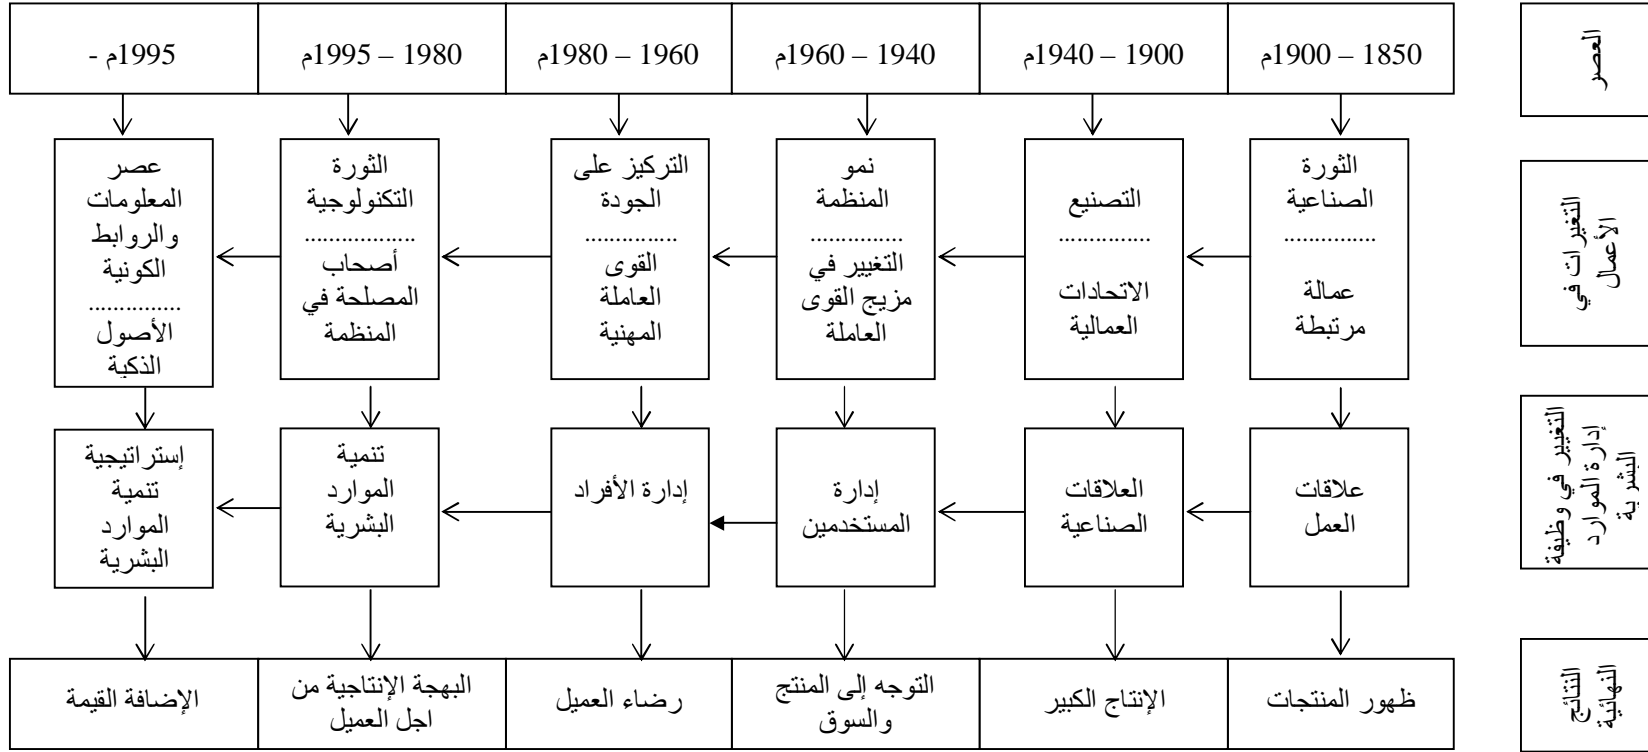 العصر
1850 – 1900م
1900 – 1940م
1940 – 1960م
1960 – 1980م
1980 – 1995م
1995م -
التغيرات في
الأعمال
الثورة
الصناعية
...............
عمالة
مرتبطة
التصنيع
...............
الاتحادات
العمالية
نمو
المنظمة
...............
التغيير في
مزيج القوى
العاملة
التركيز على
الجودة
...............
القوى
العاملة
المهنية
الثورة
التكنولوجية
..................
أصحاب
المصلحة في
المنظمة
عصر
المعلومات
والروابط
الكونية
...............
الأصول
الذكية
التغيير في وظيفة
إدارة الموارد
البشرية
علاقات
العمل
العلاقات
الصناعية
إدارة
المستخدمين
إدارة الأفراد
تنمية
الموارد
البشرية
إستراتيجية
تنمية
الموارد
البشرية
النتائج
النهائية
ظهور المنتجات
الإنتاج الكبير
التوجه إلى المنتج
والسوق
رضاء العميل
البهجة الإنتاجية من
اجل العميل
الإضافة القيمة